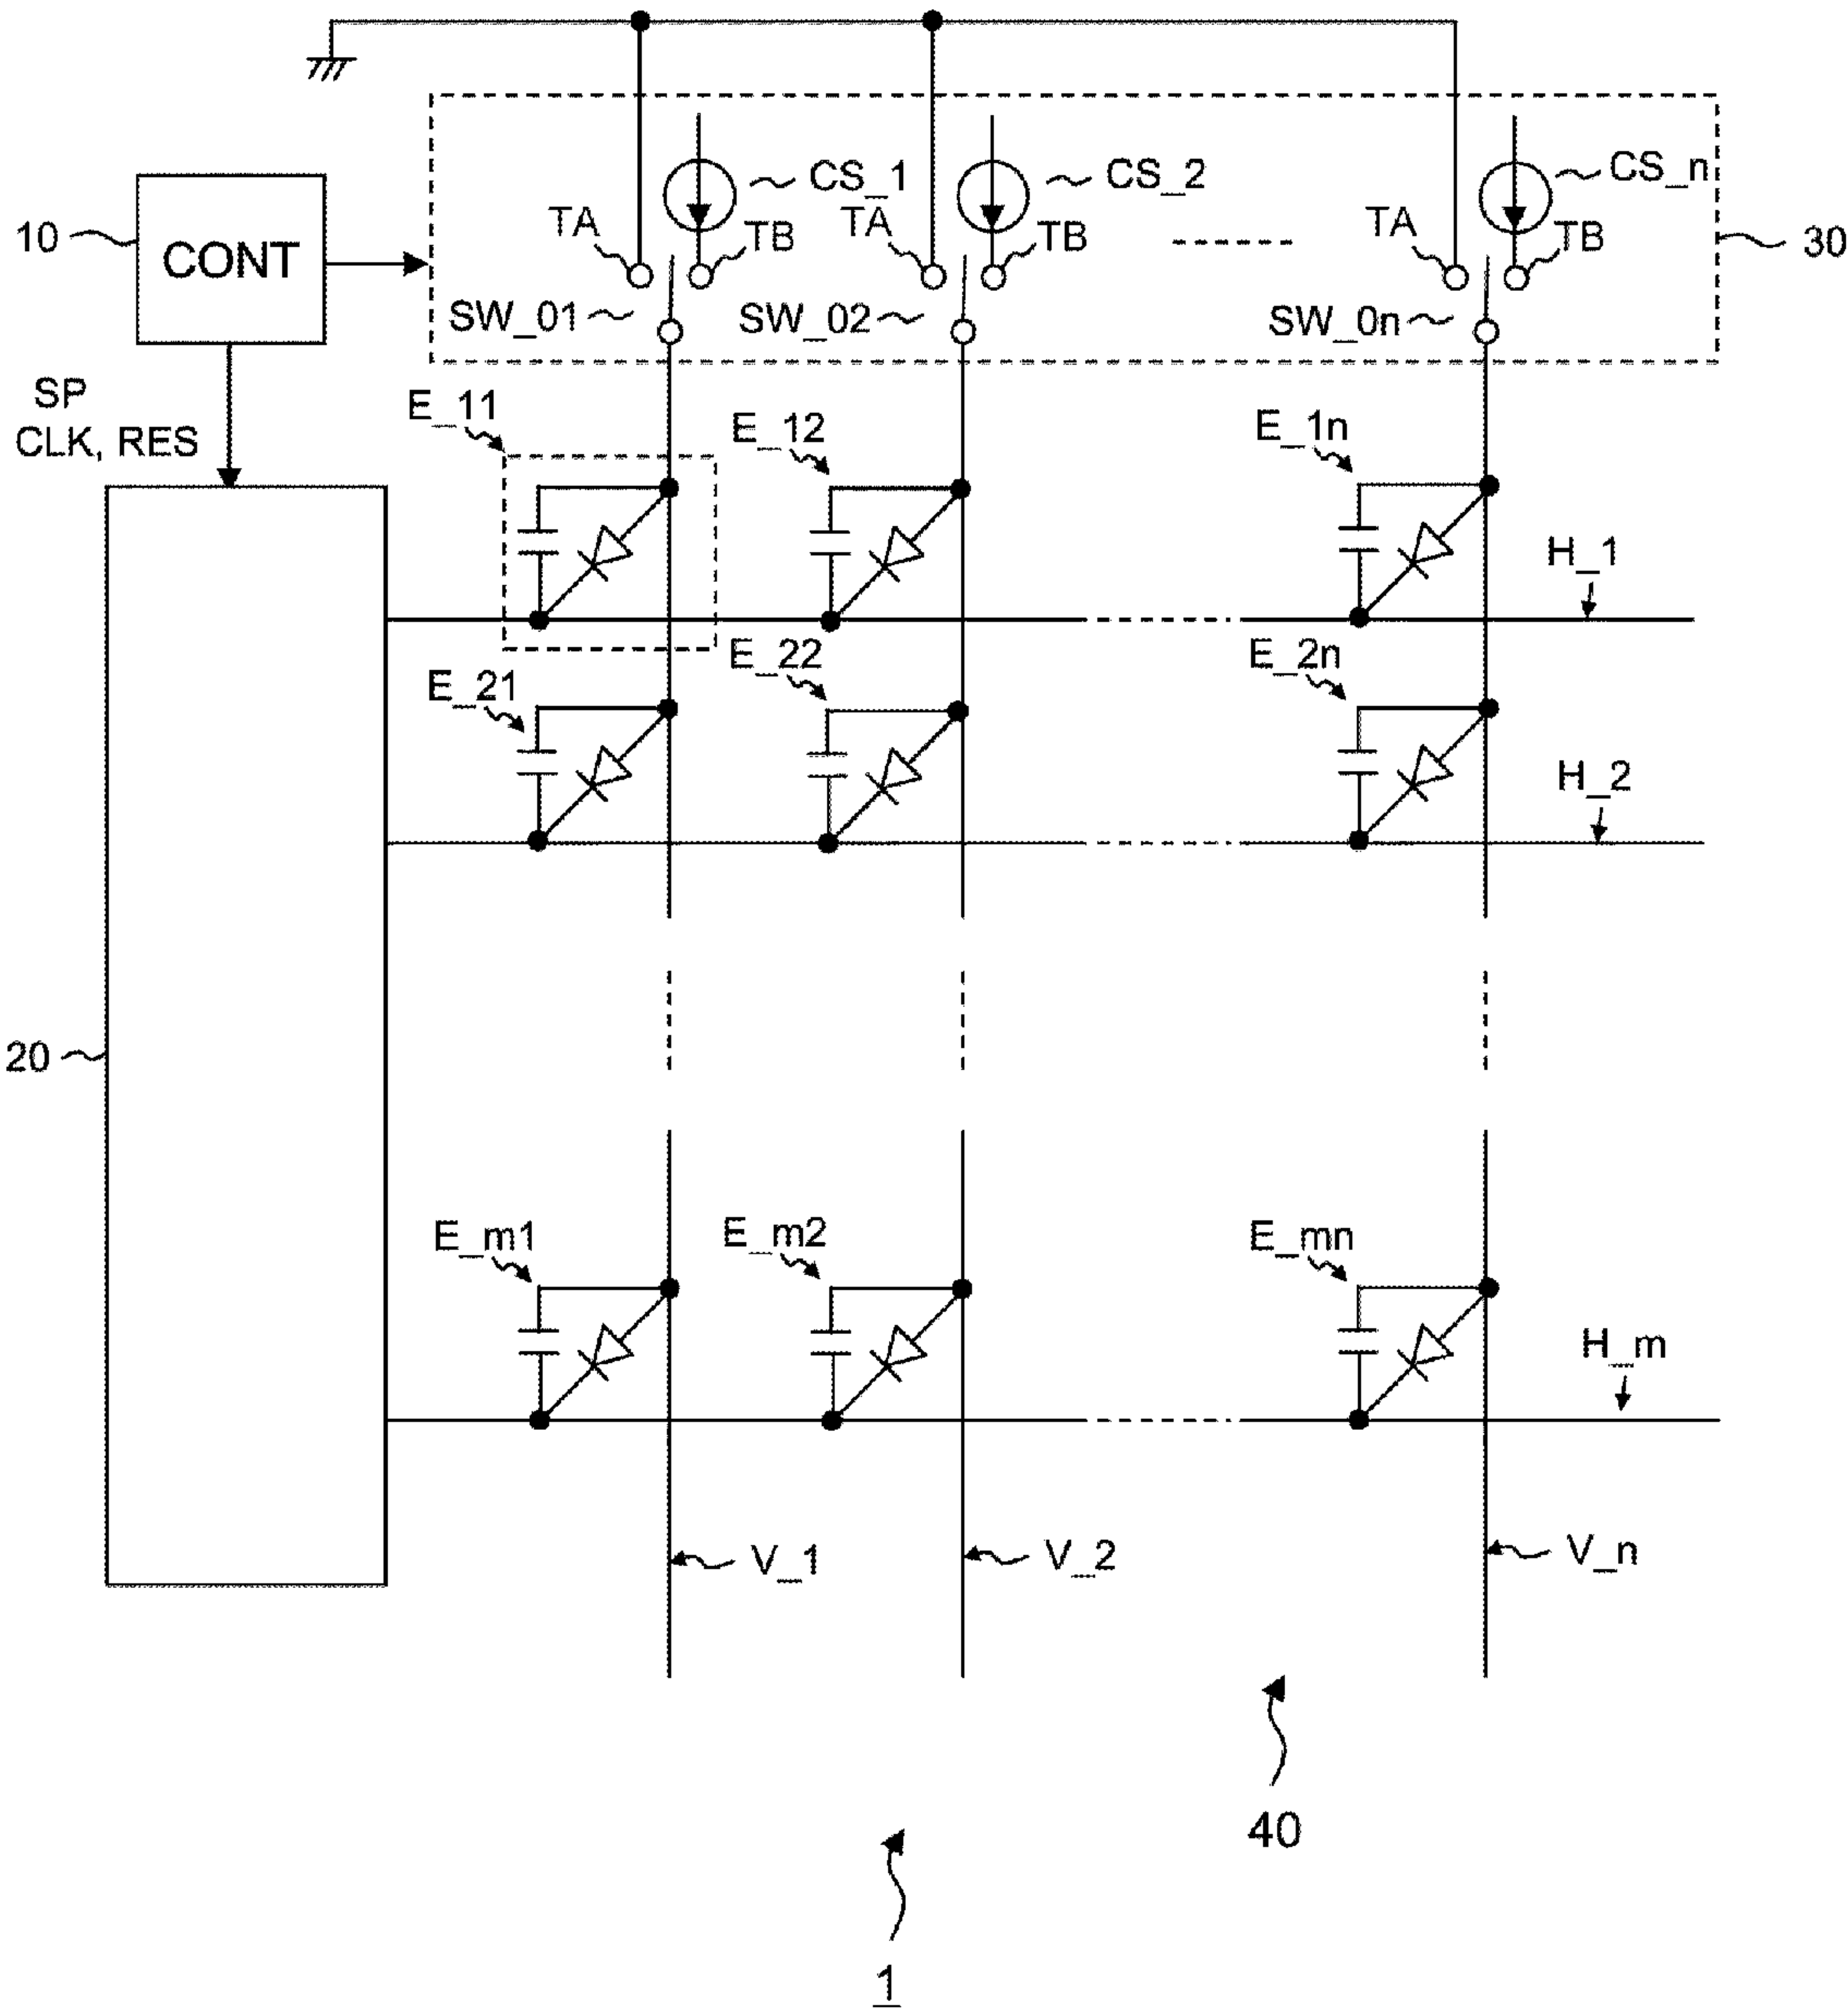 CS_1
CS_2
CS_n
10
CONT
TA
TB
TA
TB
TA
TB
30
SW_01
SW_02
SW_0n
SP
CLK, RES
E_11
E_12
E_1n
H_1
E_21
E_22
E_2n
H_2
20
E_m1
E_m2
E_mn
H_m
V_1
V_2
V_n
40
1